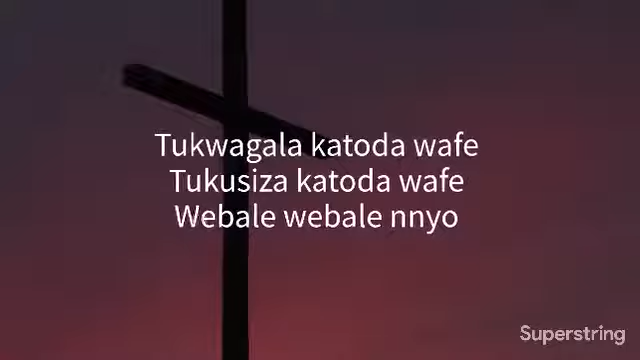 Tukwagala katoda wafe
Tukusiza katoda wafe
Webale webale nnyo
Superstring